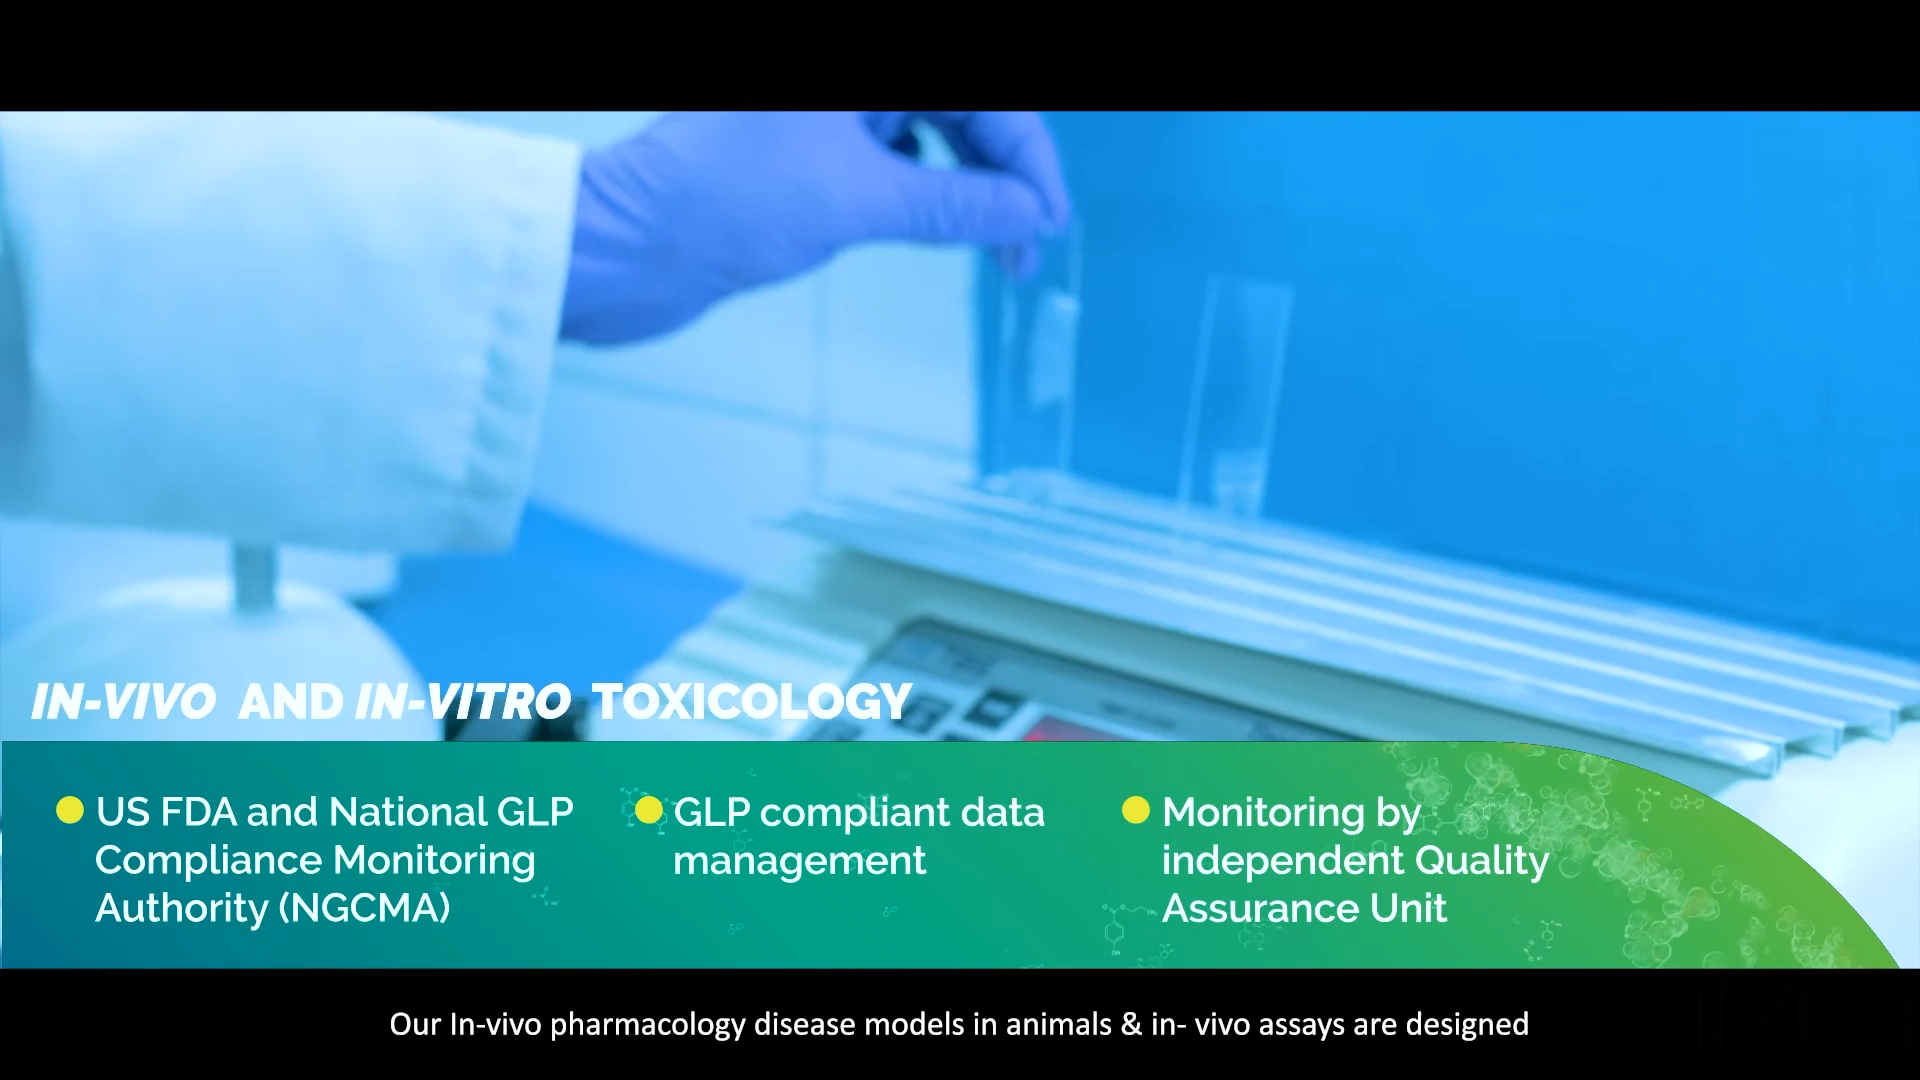 IN-VIVO AND IN-VITRO TOXICOLOGY
US FDA and National GLP
Compliance Monitoring
Authority (NGCMA)
GLP compliant data
management
Monitoring by
independent Quality
Assurance Unit
Our In-vivo pharmacology disease models in animals & in- vivo assays are designed